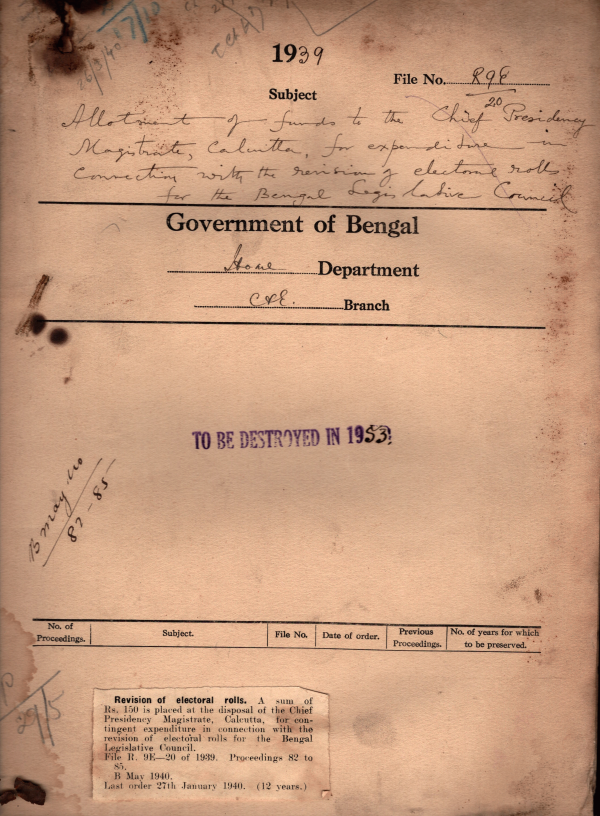 17/10
1939
File No. R9E
20
Subject
Allotment of funds to the Chief Presidency
Magistrate, Calcutta, for expenditure in
connection with the revision of electoral rolls
for the Bengal Legislative Council
Government of Bengal
Home Department
C&E. Branch
TO BE DESTROYED IN 1953
B May 40
82-85
No. of Proceedings. Subject. File No. Date of order. Previous Proceedings. No. of years for which to be preserved.
29/5
Revision of electoral rolls. A sum of
Rs. 150 is placed at the disposal of the Chief
Presidency Magistrate, Calcutta, for con-
tingent expenditure in connection with the
revision of electoral rolls for the Bengal
Legislative Council.
File R. 9E—20 of 1939. Proceedings 82 to
85.
B May 1940.
Last order 27th January 1940. (12 years.)